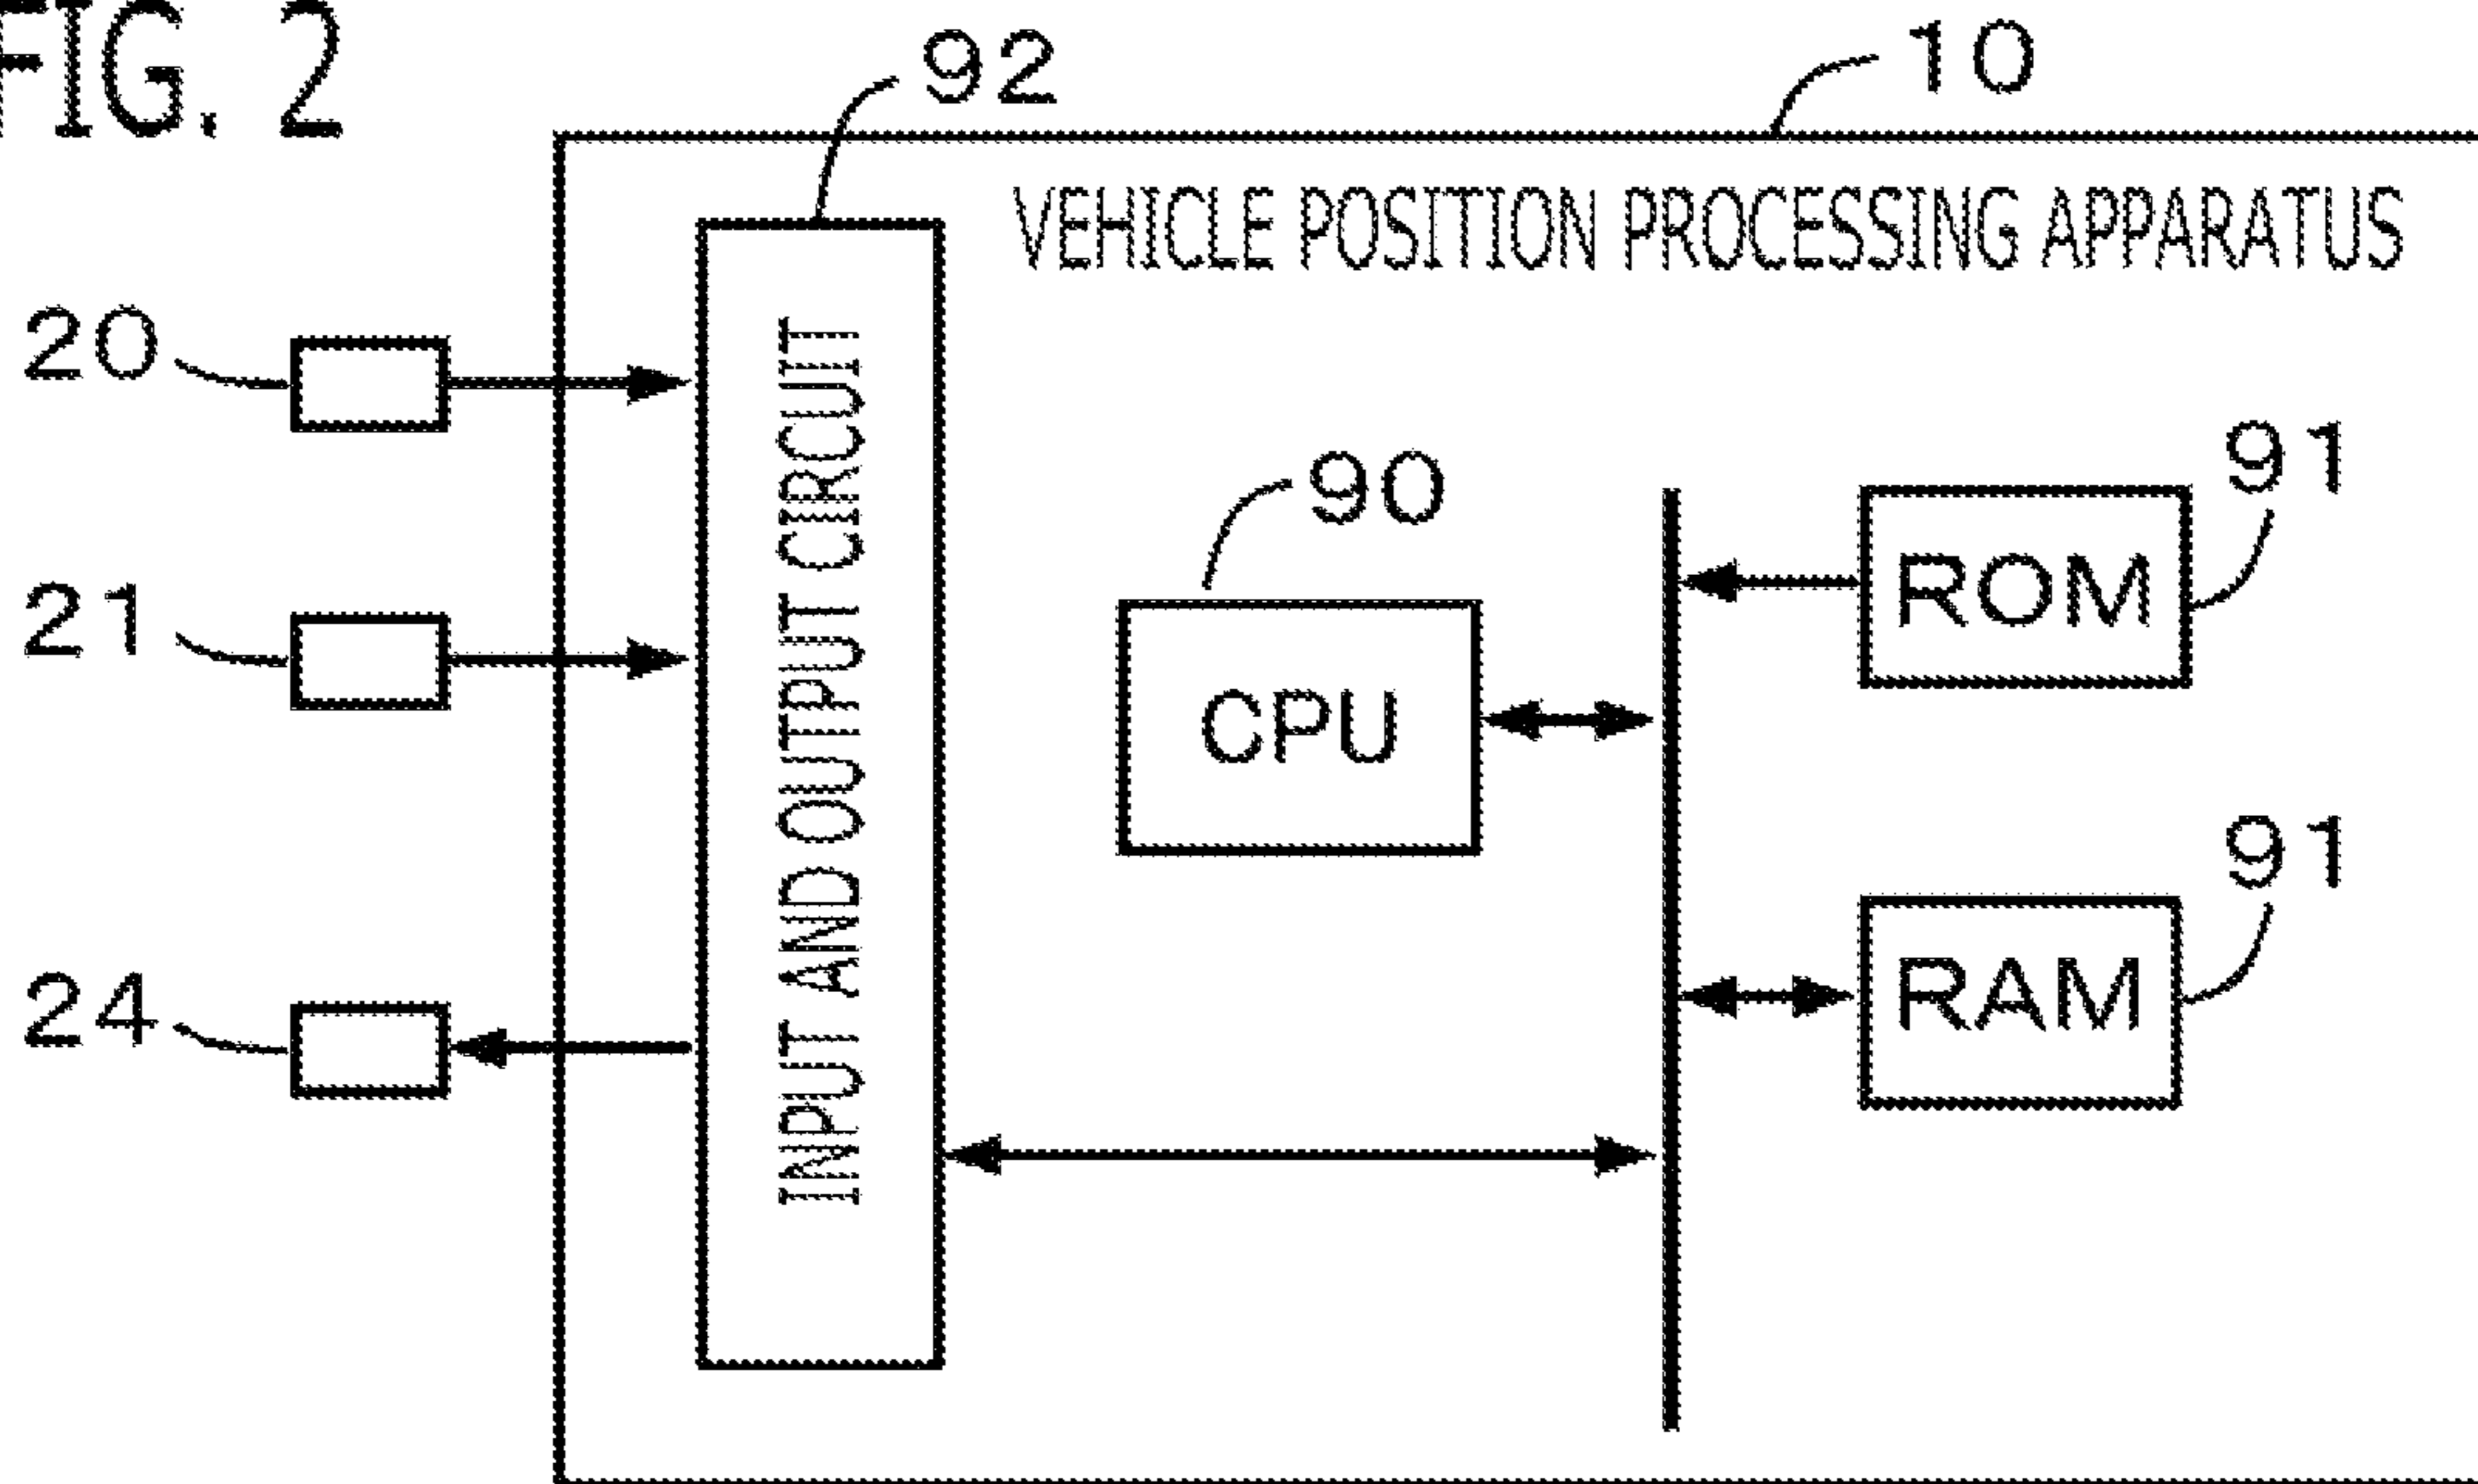 FIG. 2
92
10
VEHICLE POSITION PROCESSING APPARATUS
20
INPUT AND OUTPUT CIRCUIT
91
90
ROM
21
CPU
91
24
RAM